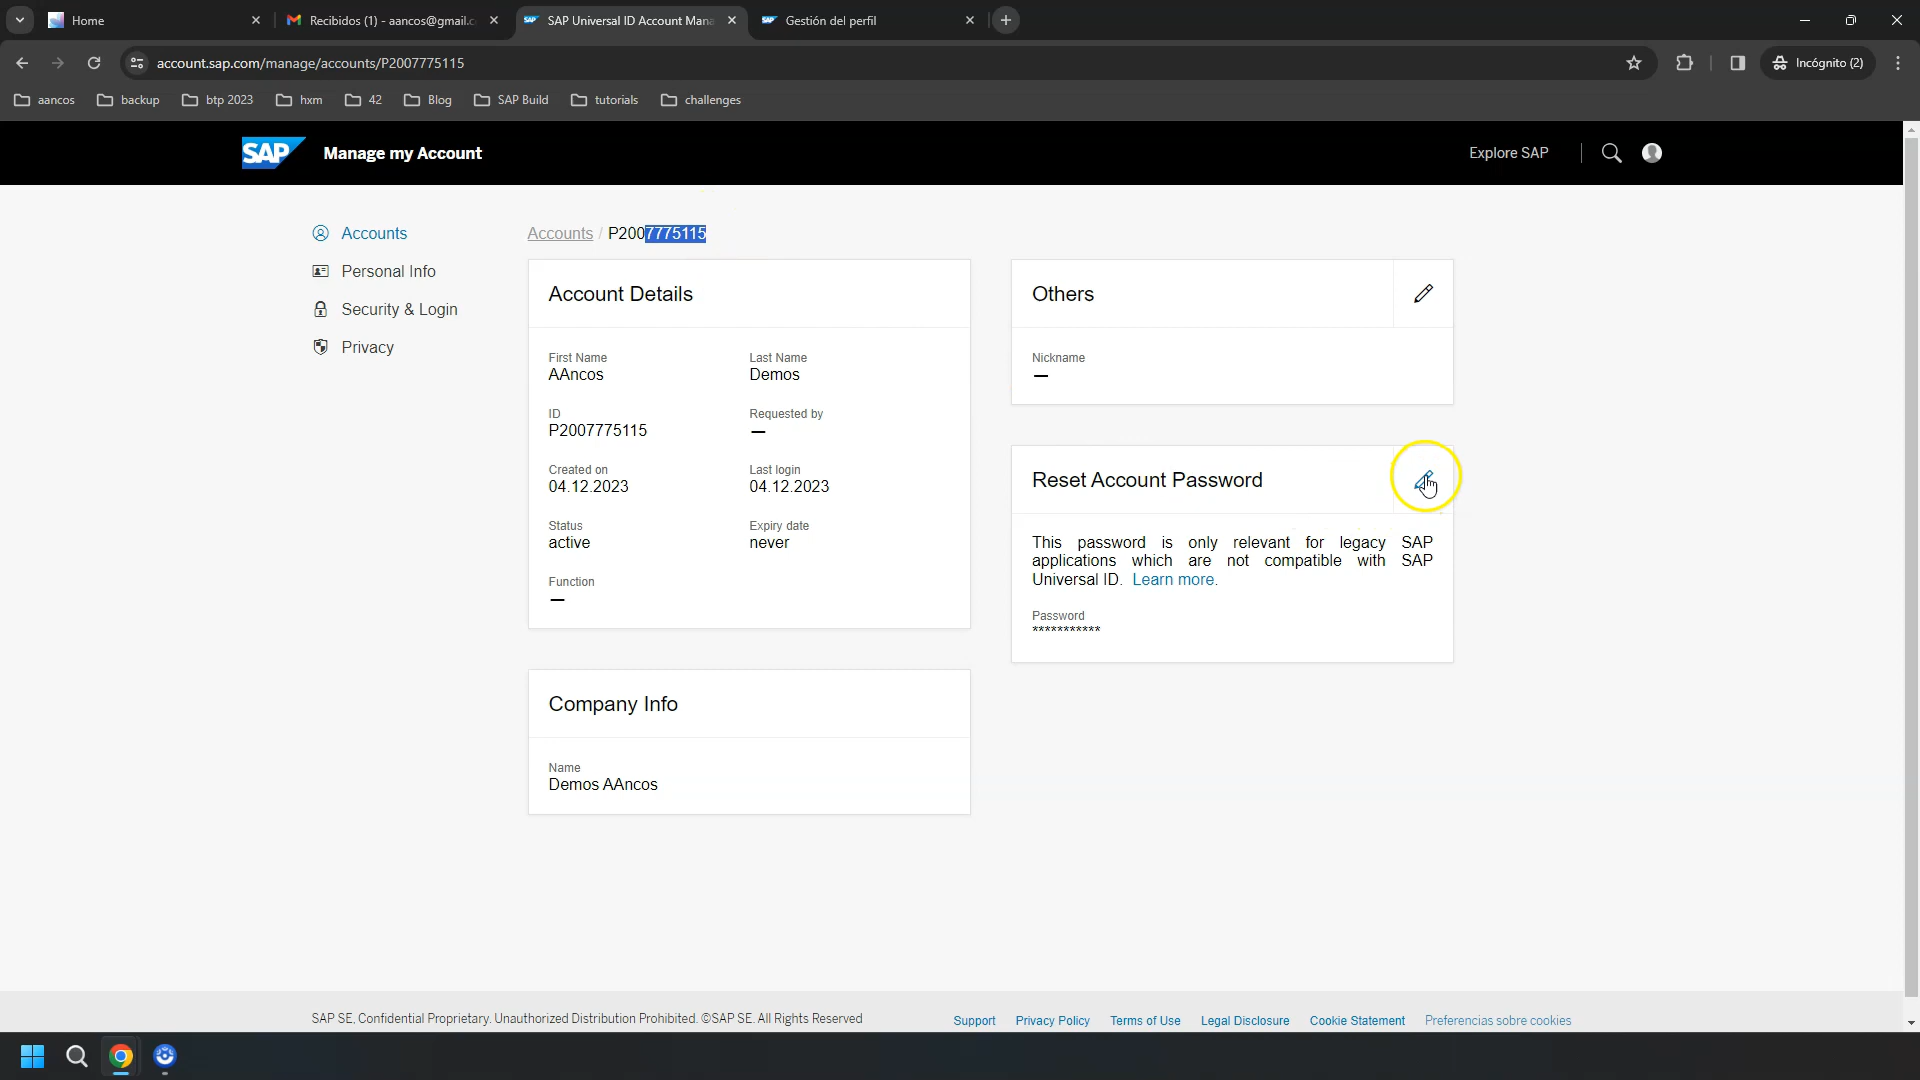 Home
Recibidos (1) - aancos@gmail.c
SAP Universal ID Account Mana
Gestión del perfil
account.sap.com/manage/accounts/P2007775115
Incógnito (2)
aancos
backup
btp 2023
hxm
42
Blog
SAP Build
tutorials
challenges
SAP
Manage my Account
Explore SAP
Accounts
Personal Info
Security & Login
Privacy
Accounts / P2007775115
Account Details
First Name
AAncos
Last Name
Demos
ID
P2007775115
Requested by
—
Created on
04.12.2023
Last login
04.12.2023
Status
active
Expiry date
never
Function
—
Company Info
Name
Demos AAncos
Others
Nickname
—
Reset Account Password
This password is only relevant for legacy SAP
applications which are not compatible with SAP
Universal ID. Learn more.
Password
***********
SAP SE, Confidential Proprietary. Unauthorized Distribution Prohibited. ©SAP SE. All Rights Reserved
Support
Privacy Policy
Terms of Use
Legal Disclosure
Cookie Statement
Preferencias sobre cookies